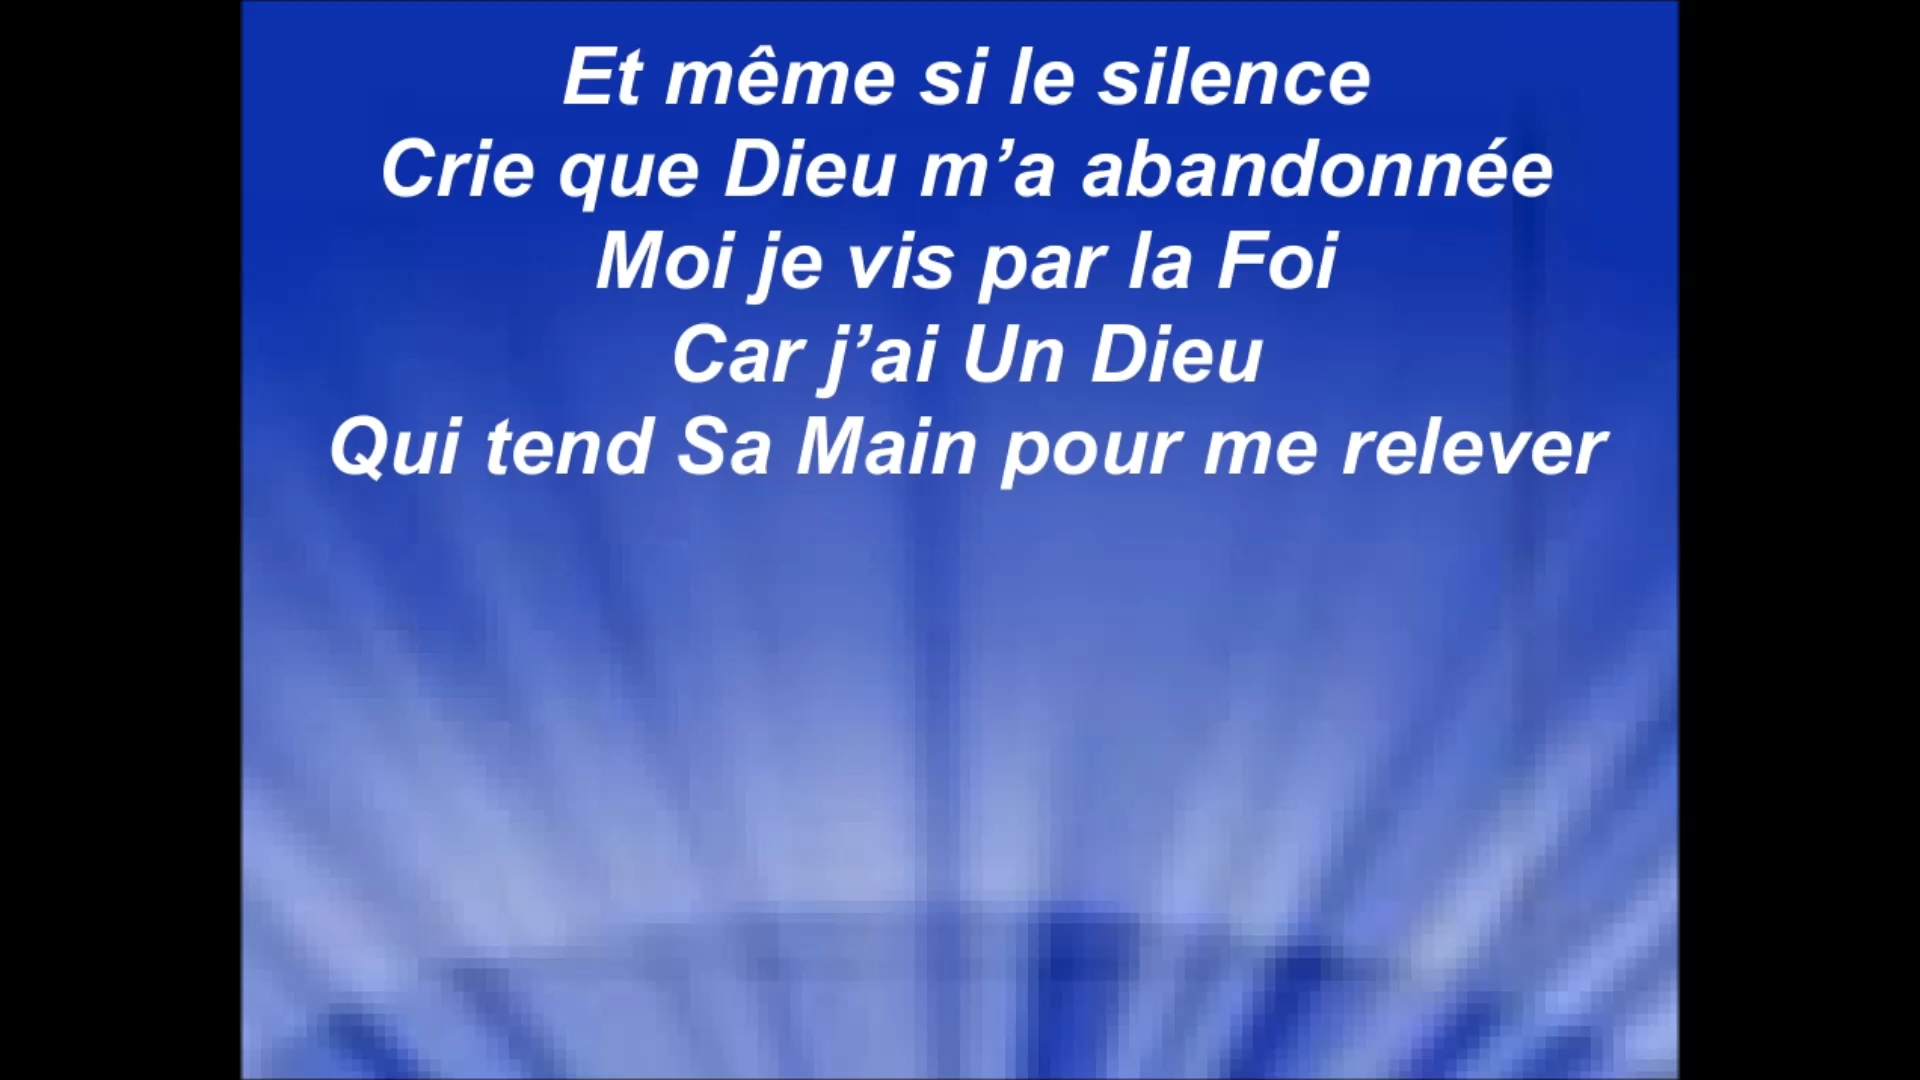 Et même si le silence
Crie que Dieu m’a abandonnée
Moi je vis par la Foi
Car j’ai Un Dieu
Qui tend Sa Main pour me relever